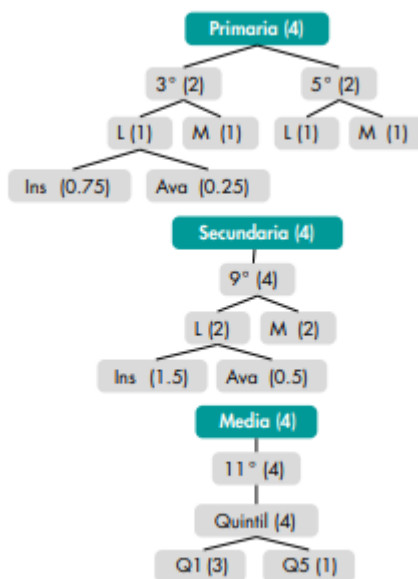 Primaria (4)
3° (2) 5° (2)
L (1) M (1) L (1) M (1)
Ins (0.75) Ava (0.25)
Secundaria (4)
9° (4)
L (2) M (2)
Ins (1.5) Ava (0.5)
Media (4)
11° (4)
Quintil (4)
Q1 (3) Q5 (1)